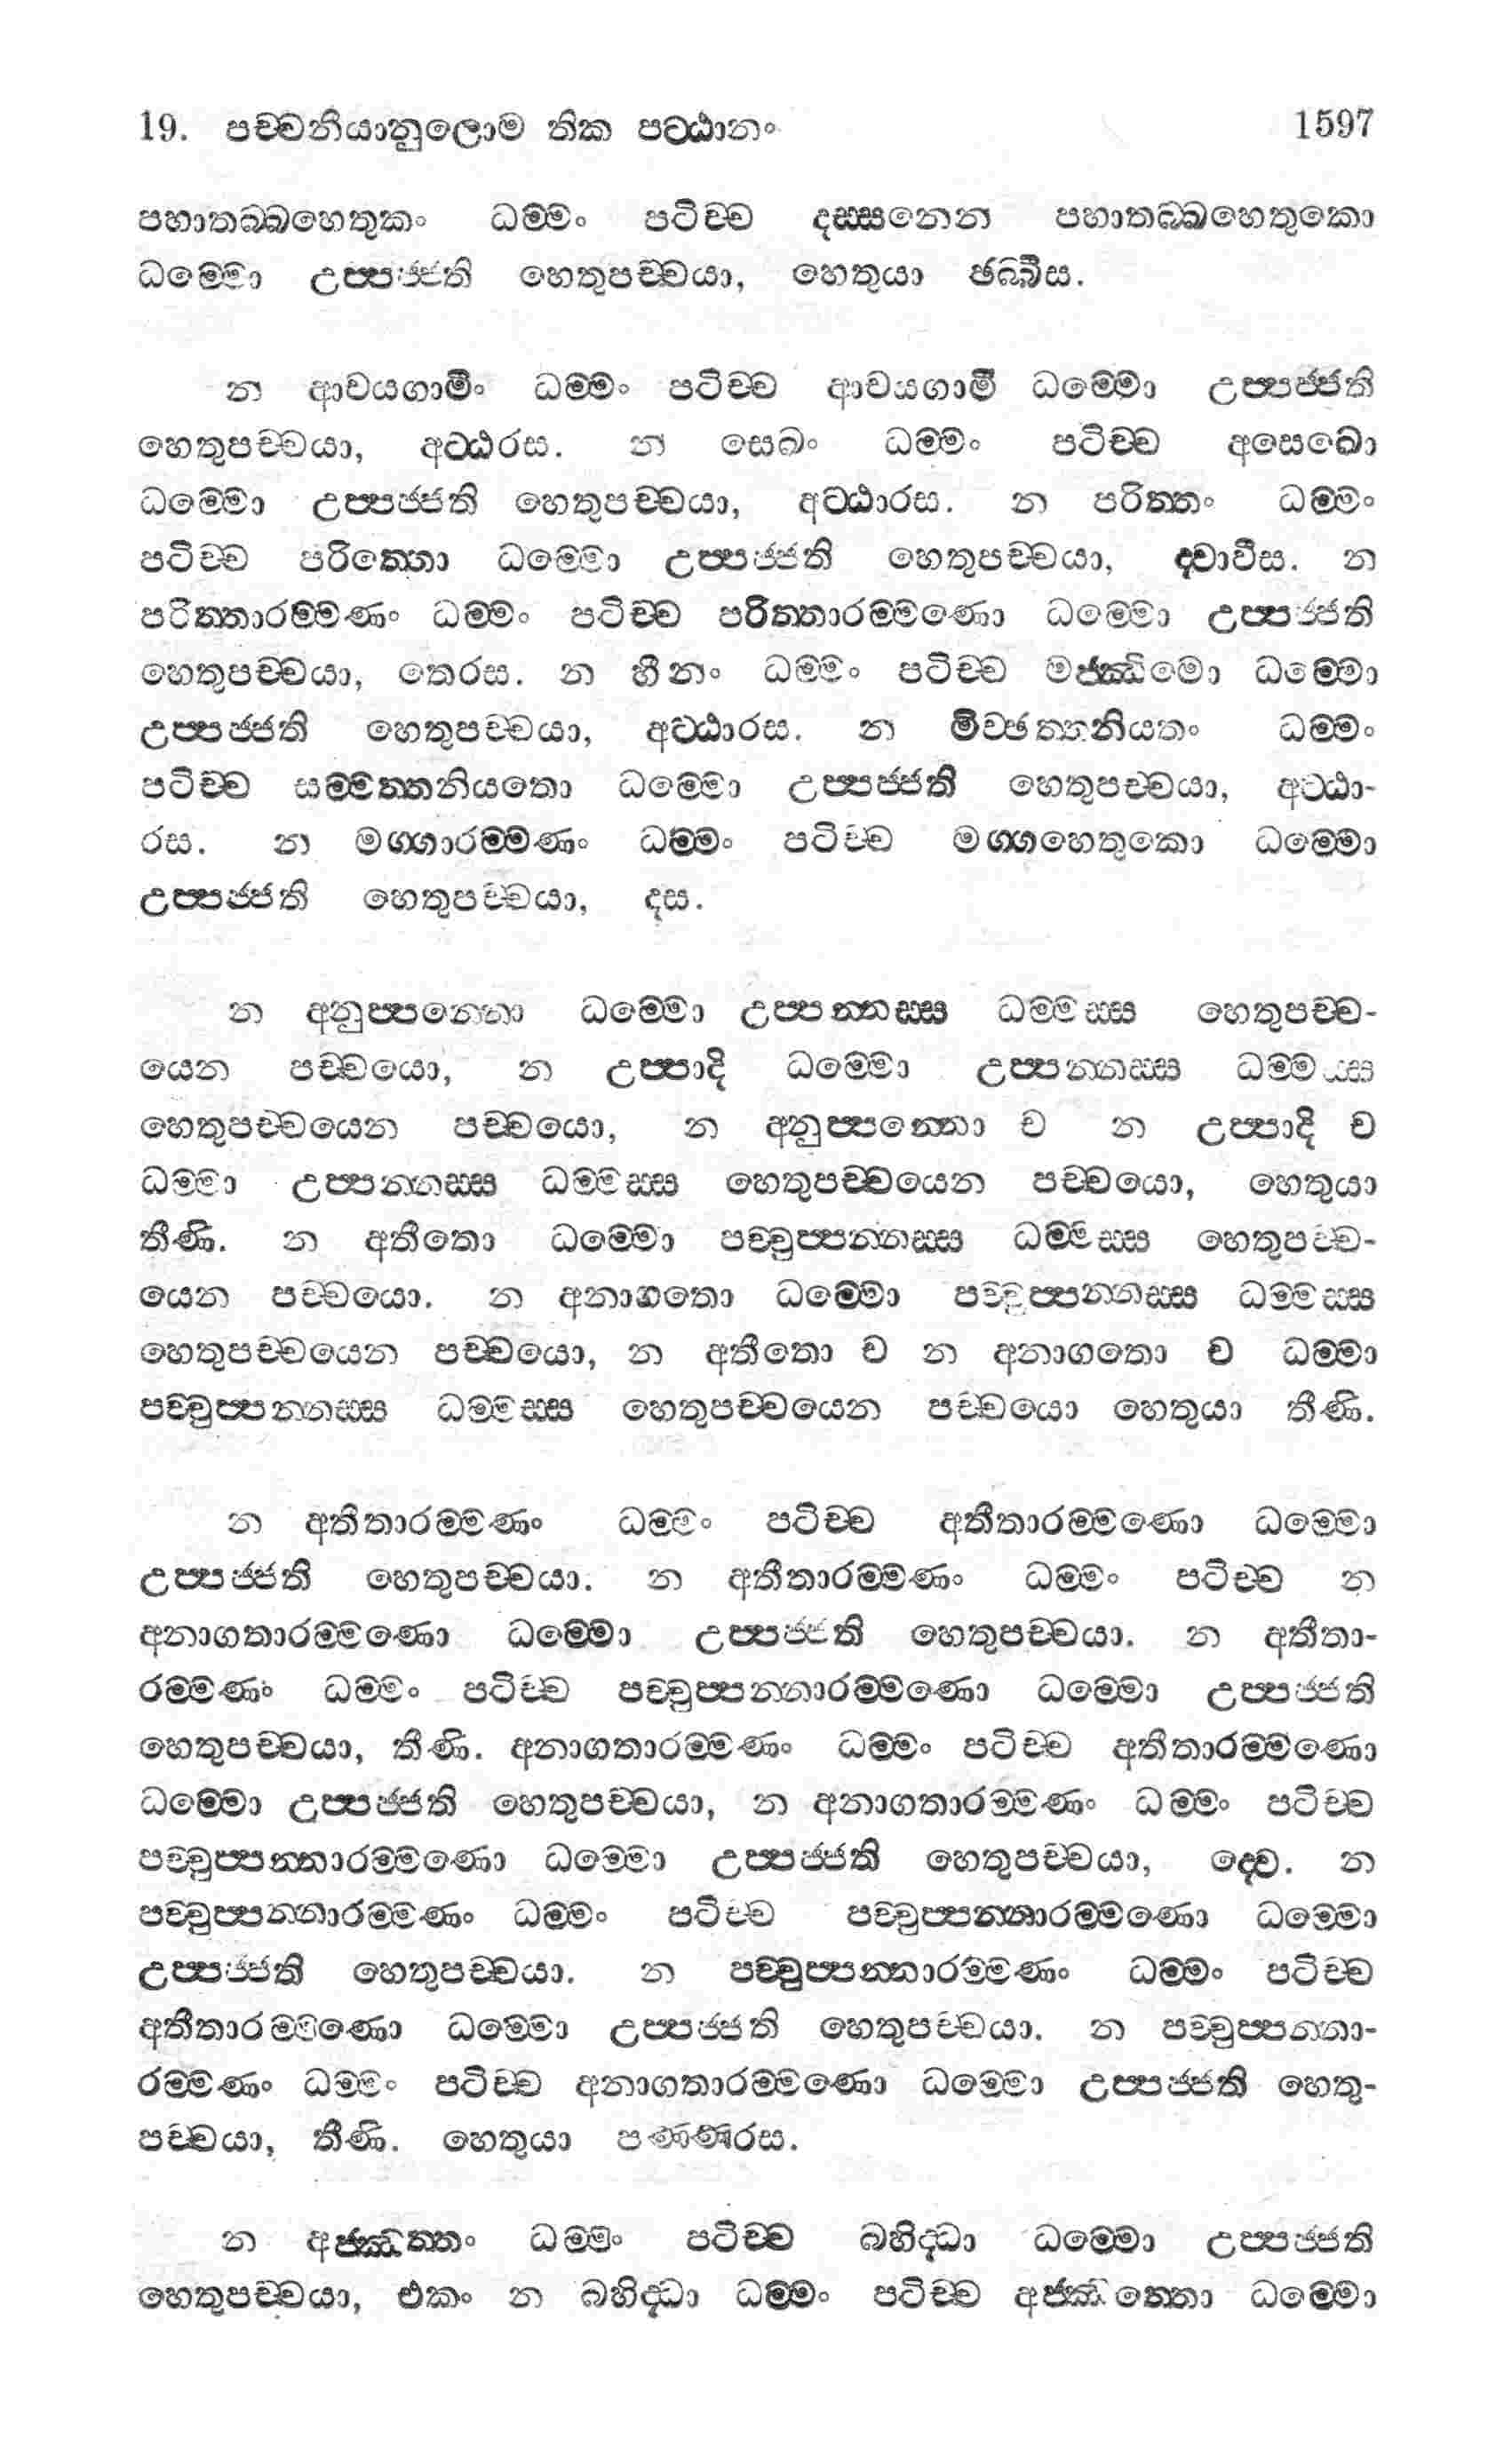 19. පච්චනියානුලොම තික පට්ඨානං 1597
පහාතබ්බහෙතුකං ධම්මං පටිච්ච දස්සනෙන පහාතබ්බහෙතුකො
ධම්මො උප්පජ්ජති හෙතුපච්චයා, හෙතුයා ඡබ්බීස.
න ආචයගාමීං ධම්මං පටිච්ච ආචයගාමී ධම්මො උප්පජ්ජති
හෙතුපච්චයා, අට්ඨරස. න සෙඛං ධම්මං පටිච්ච අසෙඛො
ධම්මො උප්පජ්ජති හෙතුපච්චයා, අට්ඨාරස. න පරිත්තං ධම්මං
පටිච්ච පරිත්තො ධම්මො උප්පජ්ජති හෙතුපච්චයා, ද්වාවීස. න
පරිත්තාරම්මණං ධම්මං පටිච්ච පරිත්තාරම්මණො ධම්මො උප්පජ්ජති
හෙතුපච්චයා, තෙරස. න හීනං ධම්මං පටිච්ච මජ්ඣිමො ධම්මො
උප්පජ්ජති හෙතුපච්චයා, අට්ඨාරස. න මිච්ඡත්තනියතං ධම්මං
පටිච්ච සම්මත්තනියතො ධම්මො උප්පජ්ජති හෙතුපච්චයා, අට්ඨා-
රස. න මග්ගාරම්මණං ධම්මං පටිච්ච මග්ගහෙතුකො ධම්මො
උප්පජ්ජති හෙතුපච්චයා, දස.
න අනුප්පන්නො ධම්මො උප්පන්නස්ස ධම්මස්ස හෙතුපච්ච-
යෙන පච්චයො, න උප්පාදි ධම්මො උප්පන්නස්ස ධම්මස්ස
හෙතුපච්චයෙන පච්චයො, න අනුප්පන්නො ච න උප්පාදි ච
ධම්මා උප්පන්නස්ස ධම්මස්ස හෙතුපච්චයෙන පච්චයො, හෙතුයා
තීණි. න අතීතො ධම්මො පච්චුප්පන්නස්ස ධම්මස්ස හෙතුපච්ච-
යෙන පච්චයො. න අනාගතො ධම්මො පච්චුප්පන්නස්ස ධම්මස්ස
හෙතුපච්චයෙන පච්චයො, න අතීතො ච න අනාගතො ච ධම්මා
පච්චුප්පන්නස්ස ධම්මස්ස හෙතුපච්චයෙන පච්චයො හෙතුයා තීණි.
න අතීතාරම්මණං ධම්මං පටිච්ච අතීතාරම්මණො ධම්මො
උප්පජ්ජති හෙතුපච්චයා. න අතීතාරම්මණං ධම්මං පටිච්ච න
අනාගතාරම්මණො ධම්මො උප්පජ්ජති හෙතුපච්චයා. න අතීතා-
රම්මණං ධම්මං පටිච්ච පච්චුප්පන්නාරම්මණො ධම්මො උප්පජ්ජති
හෙතුපච්චයා, තීණි. අනාගතාරම්මණං ධම්මං පටිච්ච අතීතාරම්මණො
ධම්මො උප්පජ්ජති හෙතුපච්චයා, න අනාගතාරම්මණං ධම්මං පටිච්ච
පච්චුප්පන්නාරම්මණො ධම්මො උප්පජ්ජති හෙතුපච්චයා, ද්වෙ. න
පච්චුප්පන්නාරම්මණං ධම්මං පටිච්ච පච්චුප්පන්නාරම්මණො ධම්මො
උප්පජ්ජති හෙතුපච්චයා. න පච්චුප්පන්නාරම්මණං ධම්මං පටිච්ච
අතීතාරම්මණො ධම්මො උප්පජ්ජති හෙතුපච්චයා. න පච්චුප්පන්නා-
රම්මණං ධම්මං පටිච්ච අනාගතාරම්මණො ධම්මො උප්පජ්ජති හෙතු-
පච්චයා, තීණි. හෙතුයා පණ්ණරස.
න අජ්ඣත්තං ධම්මං පටිච්ච බහිද්ධා ධම්මො උප්පජ්ජති
හෙතුපච්චයා, එකං න බහිද්ධා ධම්මං පටිච්ච අජ්ඣත්තො ධම්මො